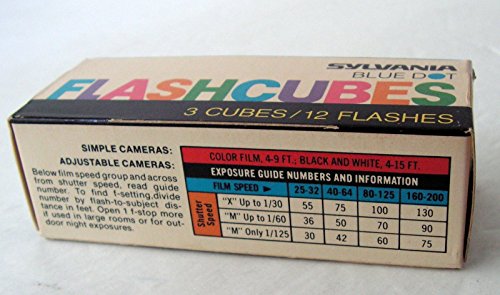 SYLVANIA
BLUE DOT
FLASHCUBES
3 CUBES/12 FLASHES
SIMPLE CAMERAS:
ADJUSTABLE CAMERAS:
Below film speed group and across
from shutter speed, read guide
number. To find f-setting,divide
number by flash-to-subject dis-
tance in feet. Open 1 f-stop more
if used in large rooms or for out-
door night exposures.
COLOR FILM, 4-9 FT.; BLACK AND WHITE, 4-15 FT.
EXPOSURE GUIDE NUMBERS AND INFORMATION
FILM SPEED ► 25-32 40-64 80-125 160-200
Shutter Speed
"X" Up to 1/30 55 75 100 130
"M" Up to 1/60 36 50 70 90
"M" Only 1/125 30 42 60 75